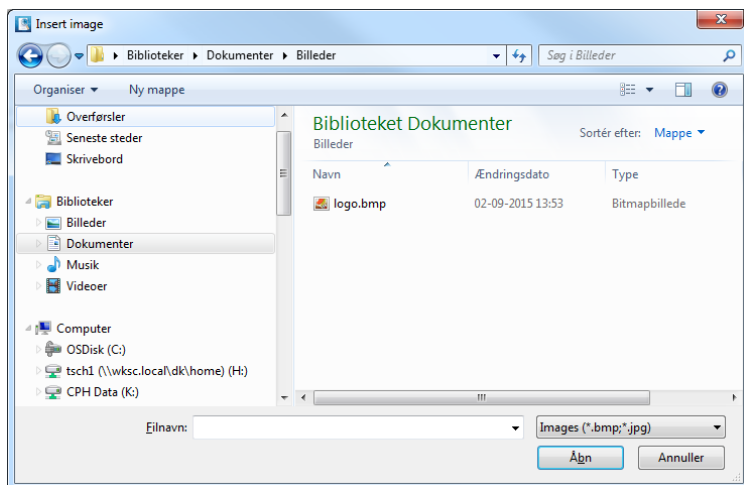 Insert image
Biblioteker Dokumenter Billeder Søg i Billeder
Organiser Ny mappe
Overførsler
Seneste steder
Skrivebord
Biblioteker
Billeder
Dokumenter
Musik
Videoer
Computer
OSDisk (C:)
tsch1 (\\wksc.local\dk\home) (H:)
CPH Data (K:)
Biblioteket Dokumenter
Billeder
Sortér efter: Mappe
Navn Ændringsdato Type
logo.bmp 02-09-2015 13:53 Bitmapbillede
Filnavn: Images (*.bmp;*.jpg)
Åbn Annuller